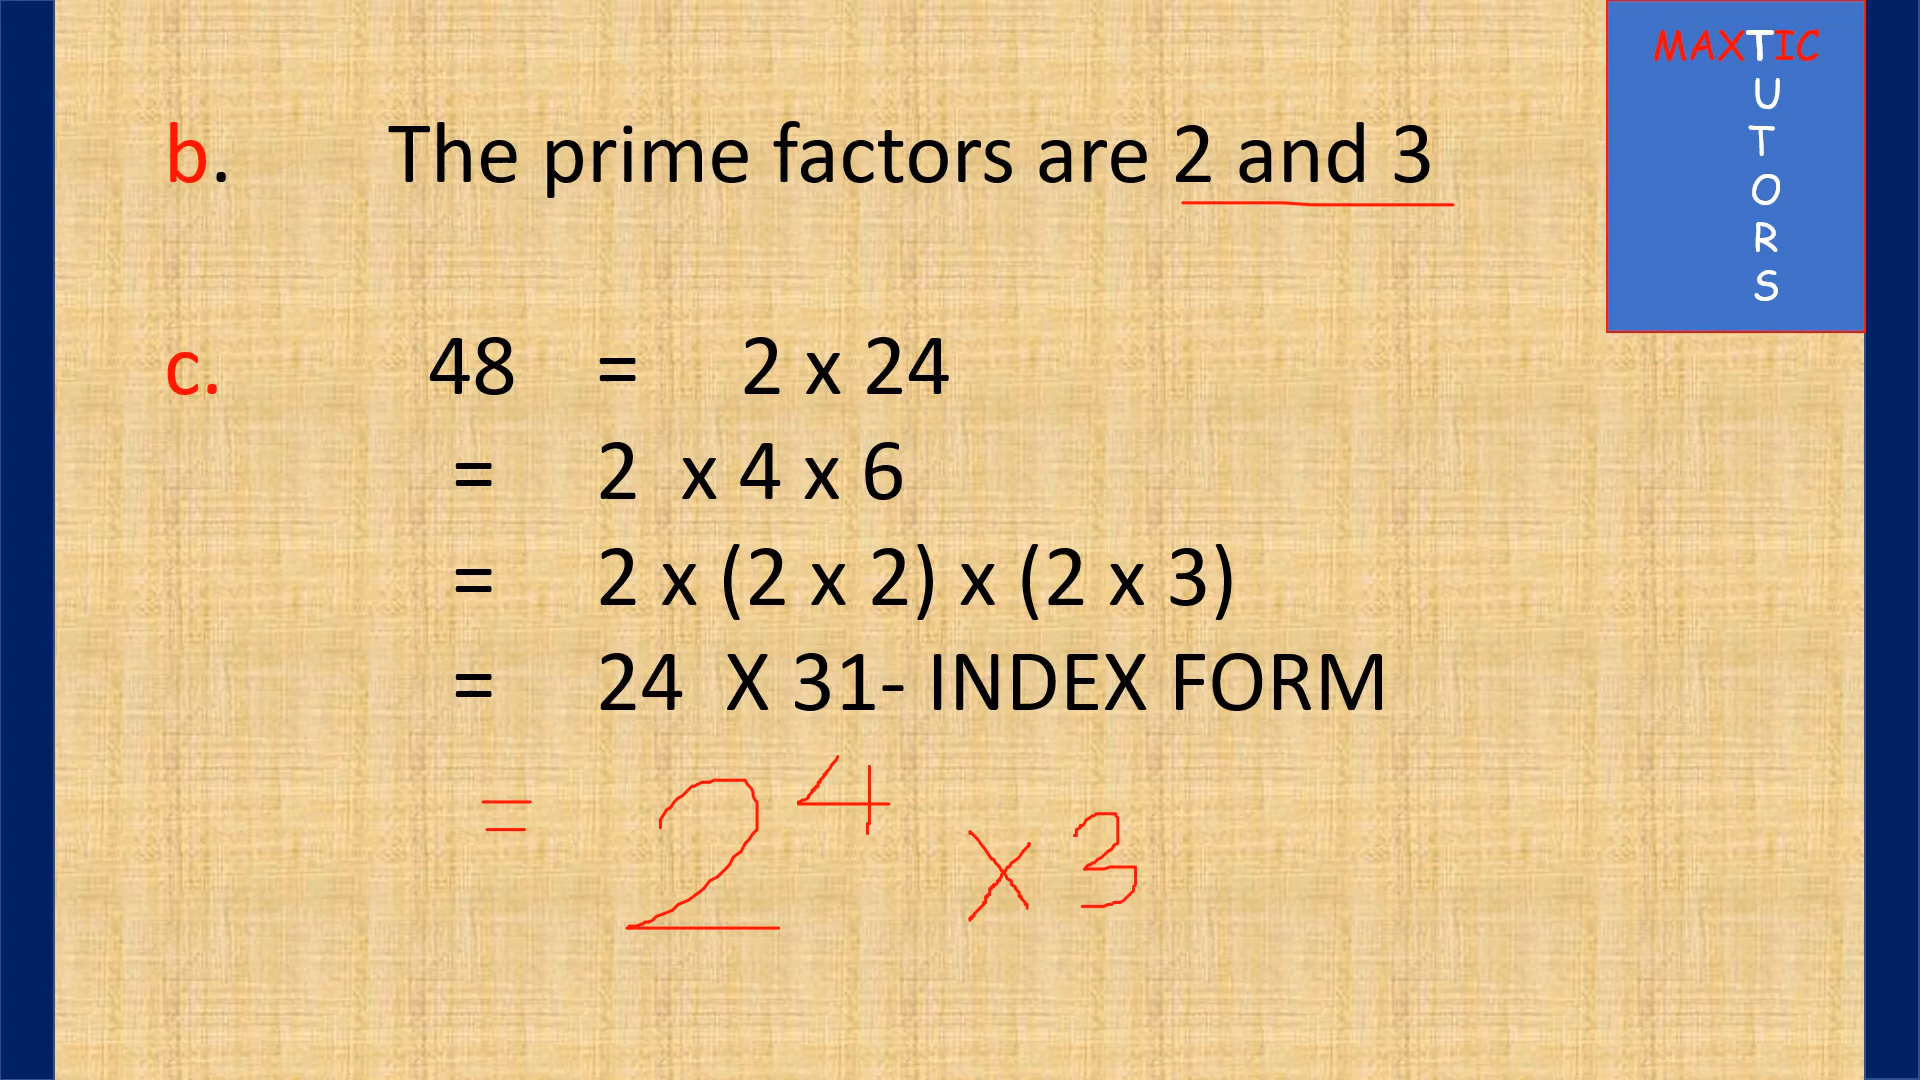 MAXTIC
TUTORS
b. The prime factors are 2 and 3
c. 48 = 2 x 24
= 2 x 4 x 6
= 2 x (2 x 2) x (2 x 3)
= 24 X 31- INDEX FORM
= 2⁴ x 3